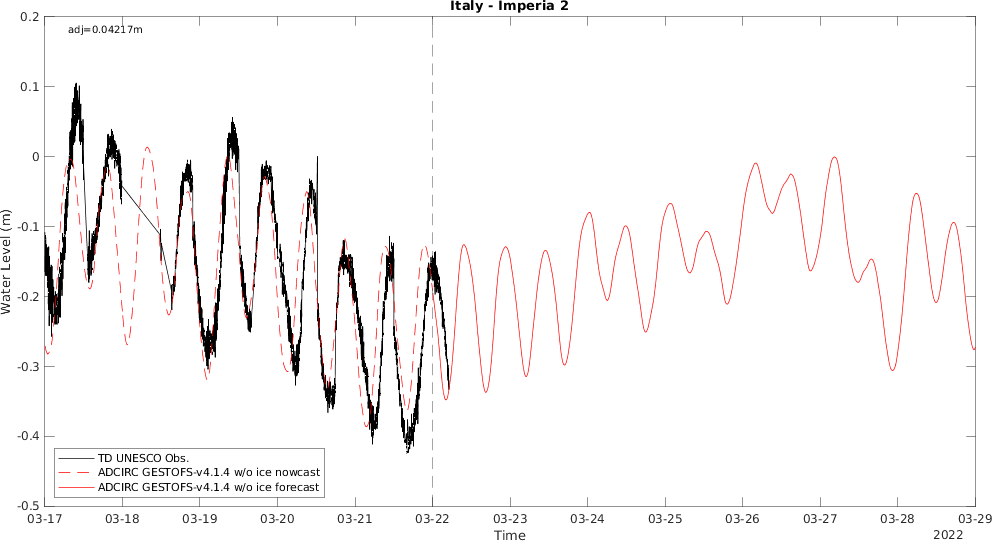 Italy - Imperia 2
adj=0.04217m
0.2
0.1
0
-0.1
-0.2
-0.3
-0.4
-0.5
Water Level (m)
TD UNESCO Obs.
ADCIRC GESTOFS-v4.1.4 w/o ice nowcast
ADCIRC GESTOFS-v4.1.4 w/o ice forecast
03-17 03-18 03-19 03-20 03-21 03-22 03-23 03-24 03-25 03-26 03-27 03-28 03-29
Time
2022